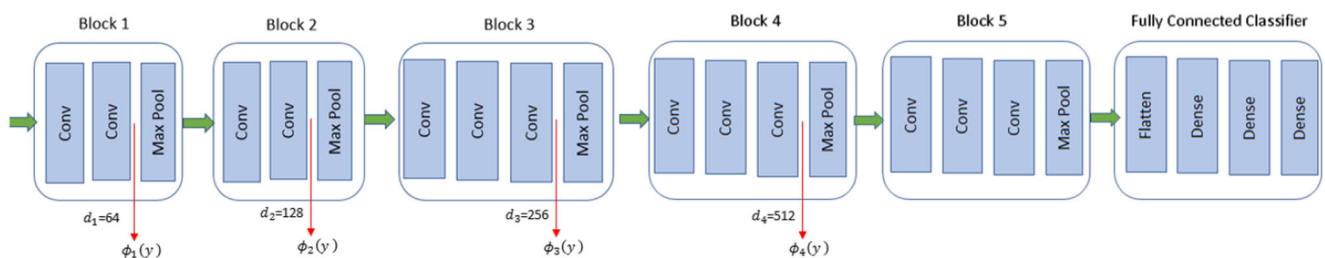 Block 1
Conv
Conv
Max Pool
d₁=64
ϕ₁(y)
Block 2
Conv
Conv
Max Pool
d₂=128
ϕ₂(y)
Block 3
Conv
Conv
Conv
Max Pool
d₃=256
ϕ₃(y)
Block 4
Conv
Conv
Conv
Max Pool
d₄=512
ϕ₄(y)
Block 5
Conv
Conv
Conv
Max Pool
Fully Connected Classifier
Flatten
Dense
Dense
Dense